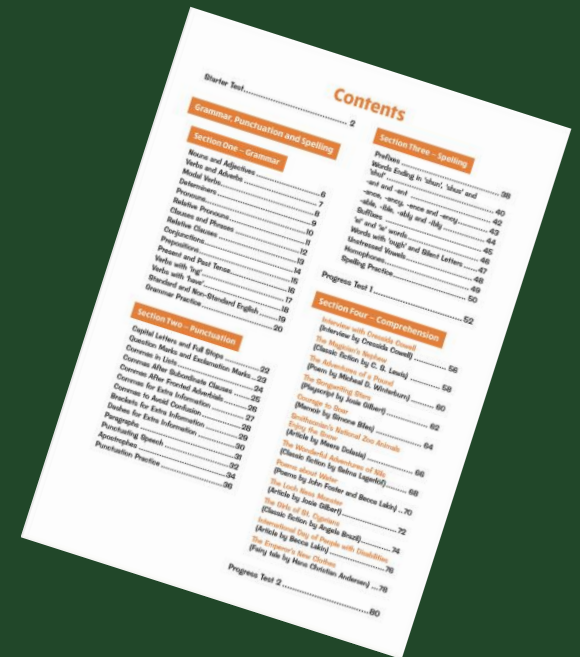 Contents
Starter Test 2
Grammar, Punctuation and Spelling
Section One – Grammar
Nouns and Adjectives 6
Verbs and Adverbs 7
Modal Verbs 8
Determiners 9
Pronouns 10
Relative Pronouns 11
Clauses and Phrases 12
Relative Clauses 13
Conjunctions 14
Prepositions 15
Present and Past Tense 16
Verbs with 'ing' 17
Verbs with 'have' 18
Standard and Non-Standard English 19
Grammar Practice 20
Section Two – Punctuation
Capital Letters and Full Stops 22
Question Marks and Exclamation Marks 23
Commas in Lists 24
Commas After Subordinate Clauses 25
Commas After Fronted Adverbials 26
Commas for Extra Information 27
Commas to Avoid Confusion 28
Brackets for Extra Information 29
Dashes for Extra Information 30
Paragraphs 31
Punctuating Speech 32
Apostrophes 34
Punctuation Practice 36
Section Three – Spelling
Prefixes 38
Words Ending in 'shun', 'shus' and
'shul' 40
-ant and -ent 42
-ance, -ancy, -ence and -ency 43
-able, -ible, -ably and -ibly 44
Suffixes 45
'ei' and 'ie' words 46
Words with 'ough' and Silent Letters 47
Unstressed Vowels 48
Homophones 49
Spelling Practice 50
Progress Test 1 52
Section Four – Comprehension
Interview with Cressida Cowell
(Interview by Cressida Cowell) 56
The Magician's Nephew
(Classic fiction by C. S. Lewis) 58
The Adventures of a Pound
(Poem by Micheal D. Winterburn) 60
The Songwriting Stars
(Playscript by Josie Gilbert) 62
Courage to Soar
(Memoir by Simone Biles) 64
Smithsonian's National Zoo Animals
Enjoy the Snow
(Article by Meera Dolasia) 66
The Wonderful Adventures of Nils
(Classic fiction by Selma Lagerlöf) 68
Poems about Water
(Poems by John Foster and Becca Lakin) 70
The Loch Ness Monster
(Article by Josie Gilbert) 72
The Girls of St. Cyprians
(Classic fiction by Angela Brazil) 74
International Day of People with Disabilities
(Article by Becca Lakin) 76
The Emperor's New Clothes
(Fairy tale by Hans Christian Andersen) 78
Progress Test 2 80